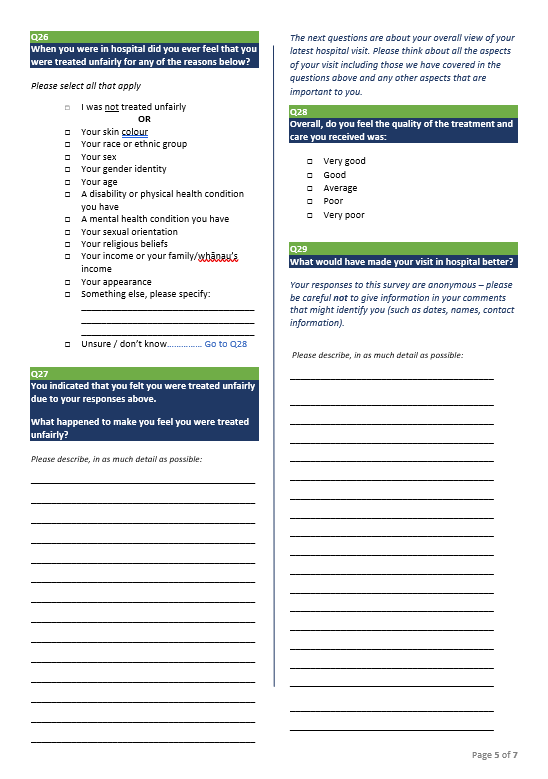 Q26
When you were in hospital did you ever feel that you
were treated unfairly for any of the reasons below?
Please select all that apply
□ I was not treated unfairly
OR
□ Your skin colour
□ Your race or ethnic group
□ Your sex
□ Your gender identity
□ Your age
□ A disability or physical health condition
you have
□ A mental health condition you have
□ Your sexual orientation
□ Your religious beliefs
□ Your income or your family/whānau's
income
□ Your appearance
□ Something else, please specify:
□ Unsure / don't know............... Go to Q28
Q27
You indicated that you felt you were treated unfairly
due to your responses above.
What happened to make you feel you were treated
unfairly?
Please describe, in as much detail as possible:
The next questions are about your overall view of your
latest hospital visit. Please think about all the aspects
of your visit including those we have covered in the
questions above and any other aspects that are
important to you.
Q28
Overall, do you feel the quality of the treatment and
care you received was:
□ Very good
□ Good
□ Average
□ Poor
□ Very poor
Q29
What would have made your visit in hospital better?
Your responses to this survey are anonymous – please
be careful not to give information in your comments
that might identify you (such as dates, names, contact
information).
Please describe, in as much detail as possible:
Page 5 of 7